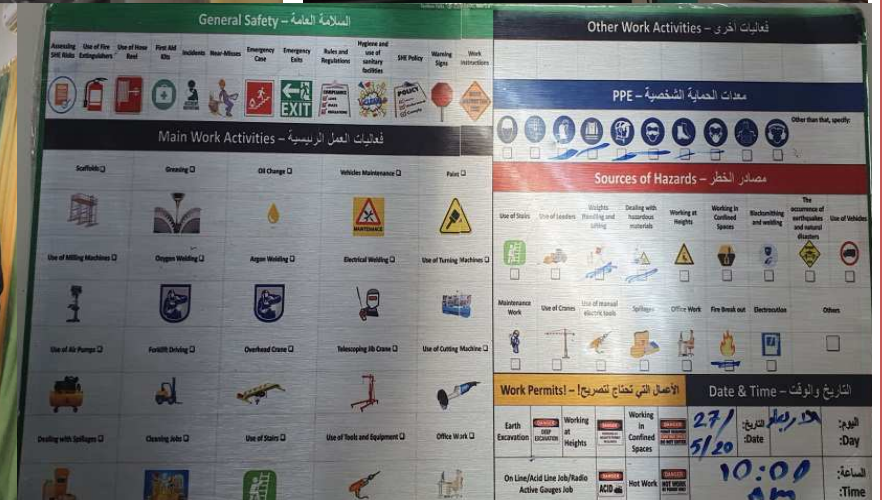 General Safety – السلامة العامة
Assessing SHE Risks
Use of Fire Extinguishers
Use of Hose Reel
First Aid Kits
Incidents
Near-Misses
Emergency Case
Emergency Exits
Rules and Regulations
Hygiene and use of sanitary facilities
SHE Policy
Warning Signs
Work Instructions
EXIT
POLICY
Main Work Activities – فعاليات العمل الرئيسية
Scaffolds
Greasing
Oil Change
Vehicles Maintenance
Paint
MAINTENANCE
Use of Milling Machines
Oxygen Welding
Argon Welding
Electrical Welding
Use of Turning Machines
Use of Air Pumps
Forklift Driving
Overhead Crane
Telescoping Jib Crane
Use of Cutting Machine
Dealing with Spillages
Cleaning Jobs
Use of Stairs
Use of Tools and Equipment
Office Work
Other Work Activities – فعاليات أخرى
PPE – معدات الحماية الشخصية
Other than that, specify:
Sources of Hazards – مصادر الخطر
Use of Stairs
Use of Loaders
Weights Handling and Lifting
Dealing with hazardous materials
Working at Heights
Working in Confined Spaces
Blacksmithing and welding
The occurrence of earthquakes and natural disasters
Use of Vehicles
Maintenance Work
Use of Cranes
Use of manual electric tools
Spillages
Office Work
Fire Break out
Electrocution
Others
Work Permits! – الأعمال التي تحتاج لتصريح!
Date & Time – التاريخ والوقت
Earth Excavation
DANGER
DEEP EXCAVATION
Working at Heights
DANGER
Working in Confined Spaces
DANGER
27/5/20
التاريخ:
Date:
الاربعاء
اليوم:
Day:
On Line/Acid Line Job/Radio Active Gauges Job
DANGER
ACID
Hot Work
DANGER
HOT WORK
10:00
الساعة:
Time: